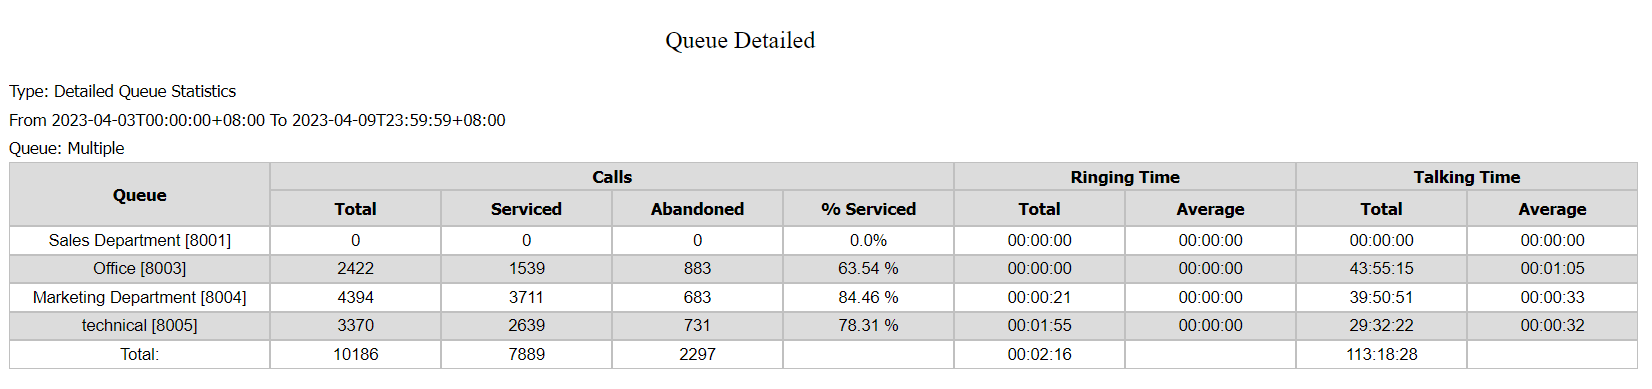 Queue Detailed
Type: Detailed Queue Statistics
From 2023-04-03T00:00:00+08:00 To 2023-04-09T23:59:59+08:00
Queue: Multiple
Queue Calls Ringing Time Talking Time
Total Serviced Abandoned % Serviced Total Average Total Average
Sales Department [8001] 0 0 0 0.0% 00:00:00 00:00:00 00:00:00 00:00:00
Office [8003] 2422 1539 883 63.54 % 00:00:00 00:00:00 43:55:15 00:01:05
Marketing Department [8004] 4394 3711 683 84.46 % 00:00:21 00:00:00 39:50:51 00:00:33
technical [8005] 3370 2639 731 78.31 % 00:01:55 00:00:00 29:32:22 00:00:32
Total: 10186 7889 2297 00:02:16 113:18:28